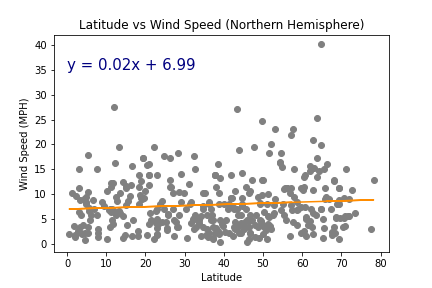 Latitude vs Wind Speed (Northern Hemisphere)
y = 0.02x + 6.99
Wind Speed (MPH)
40
35
30
25
20
15
10
5
0
0 10 20 30 40 50 60 70 80
Latitude